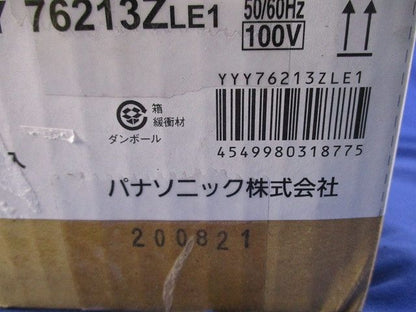 Y 76213ZLE1
50/60Hz
100V
YYY76213ZLE1
箱
緩衝材
ダンボール
4549980318775
入
パナソニック株式会社
200821